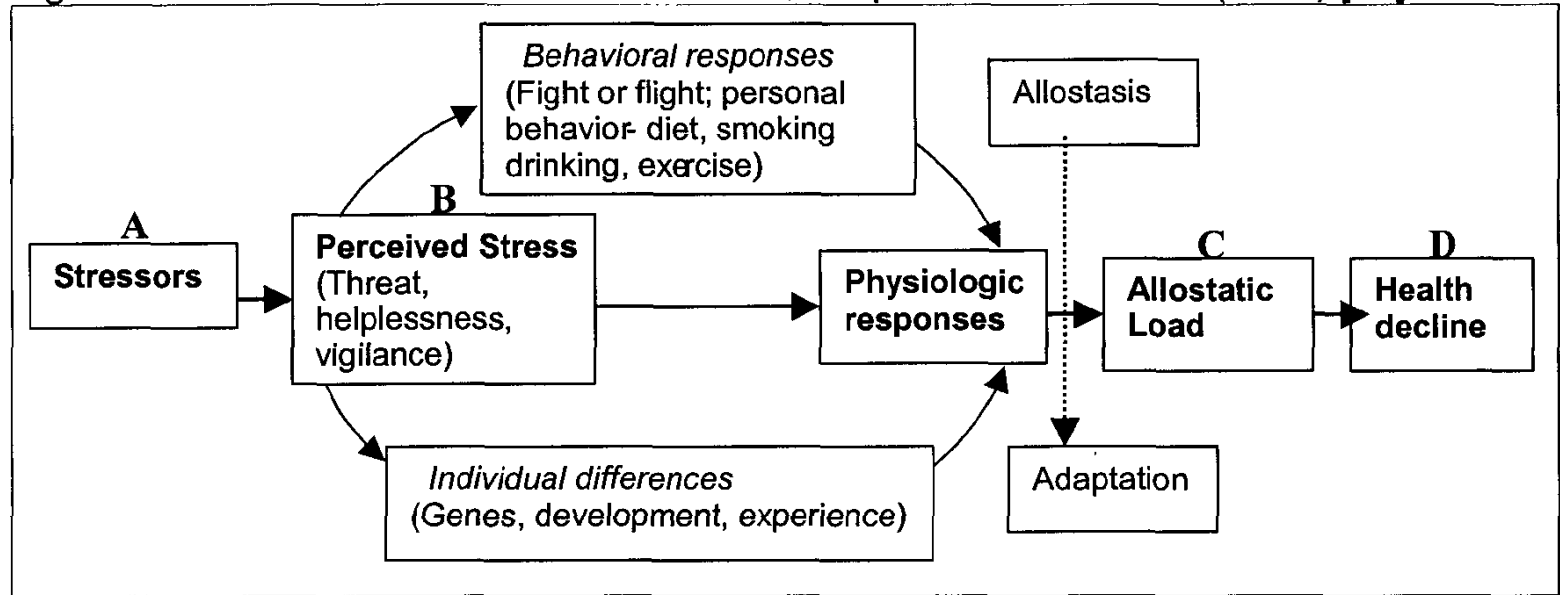 Behavioral responses
(Fight or flight; personal
behavior- diet, smoking
drinking, exercise)
Allostasis
A
Stressors
B
Perceived Stress
(Threat,
helplessness,
vigilance)
Physiologic
responses
C
Allostatic
Load
D
Health
decline
Individual differences
(Genes, development, experience)
Adaptation